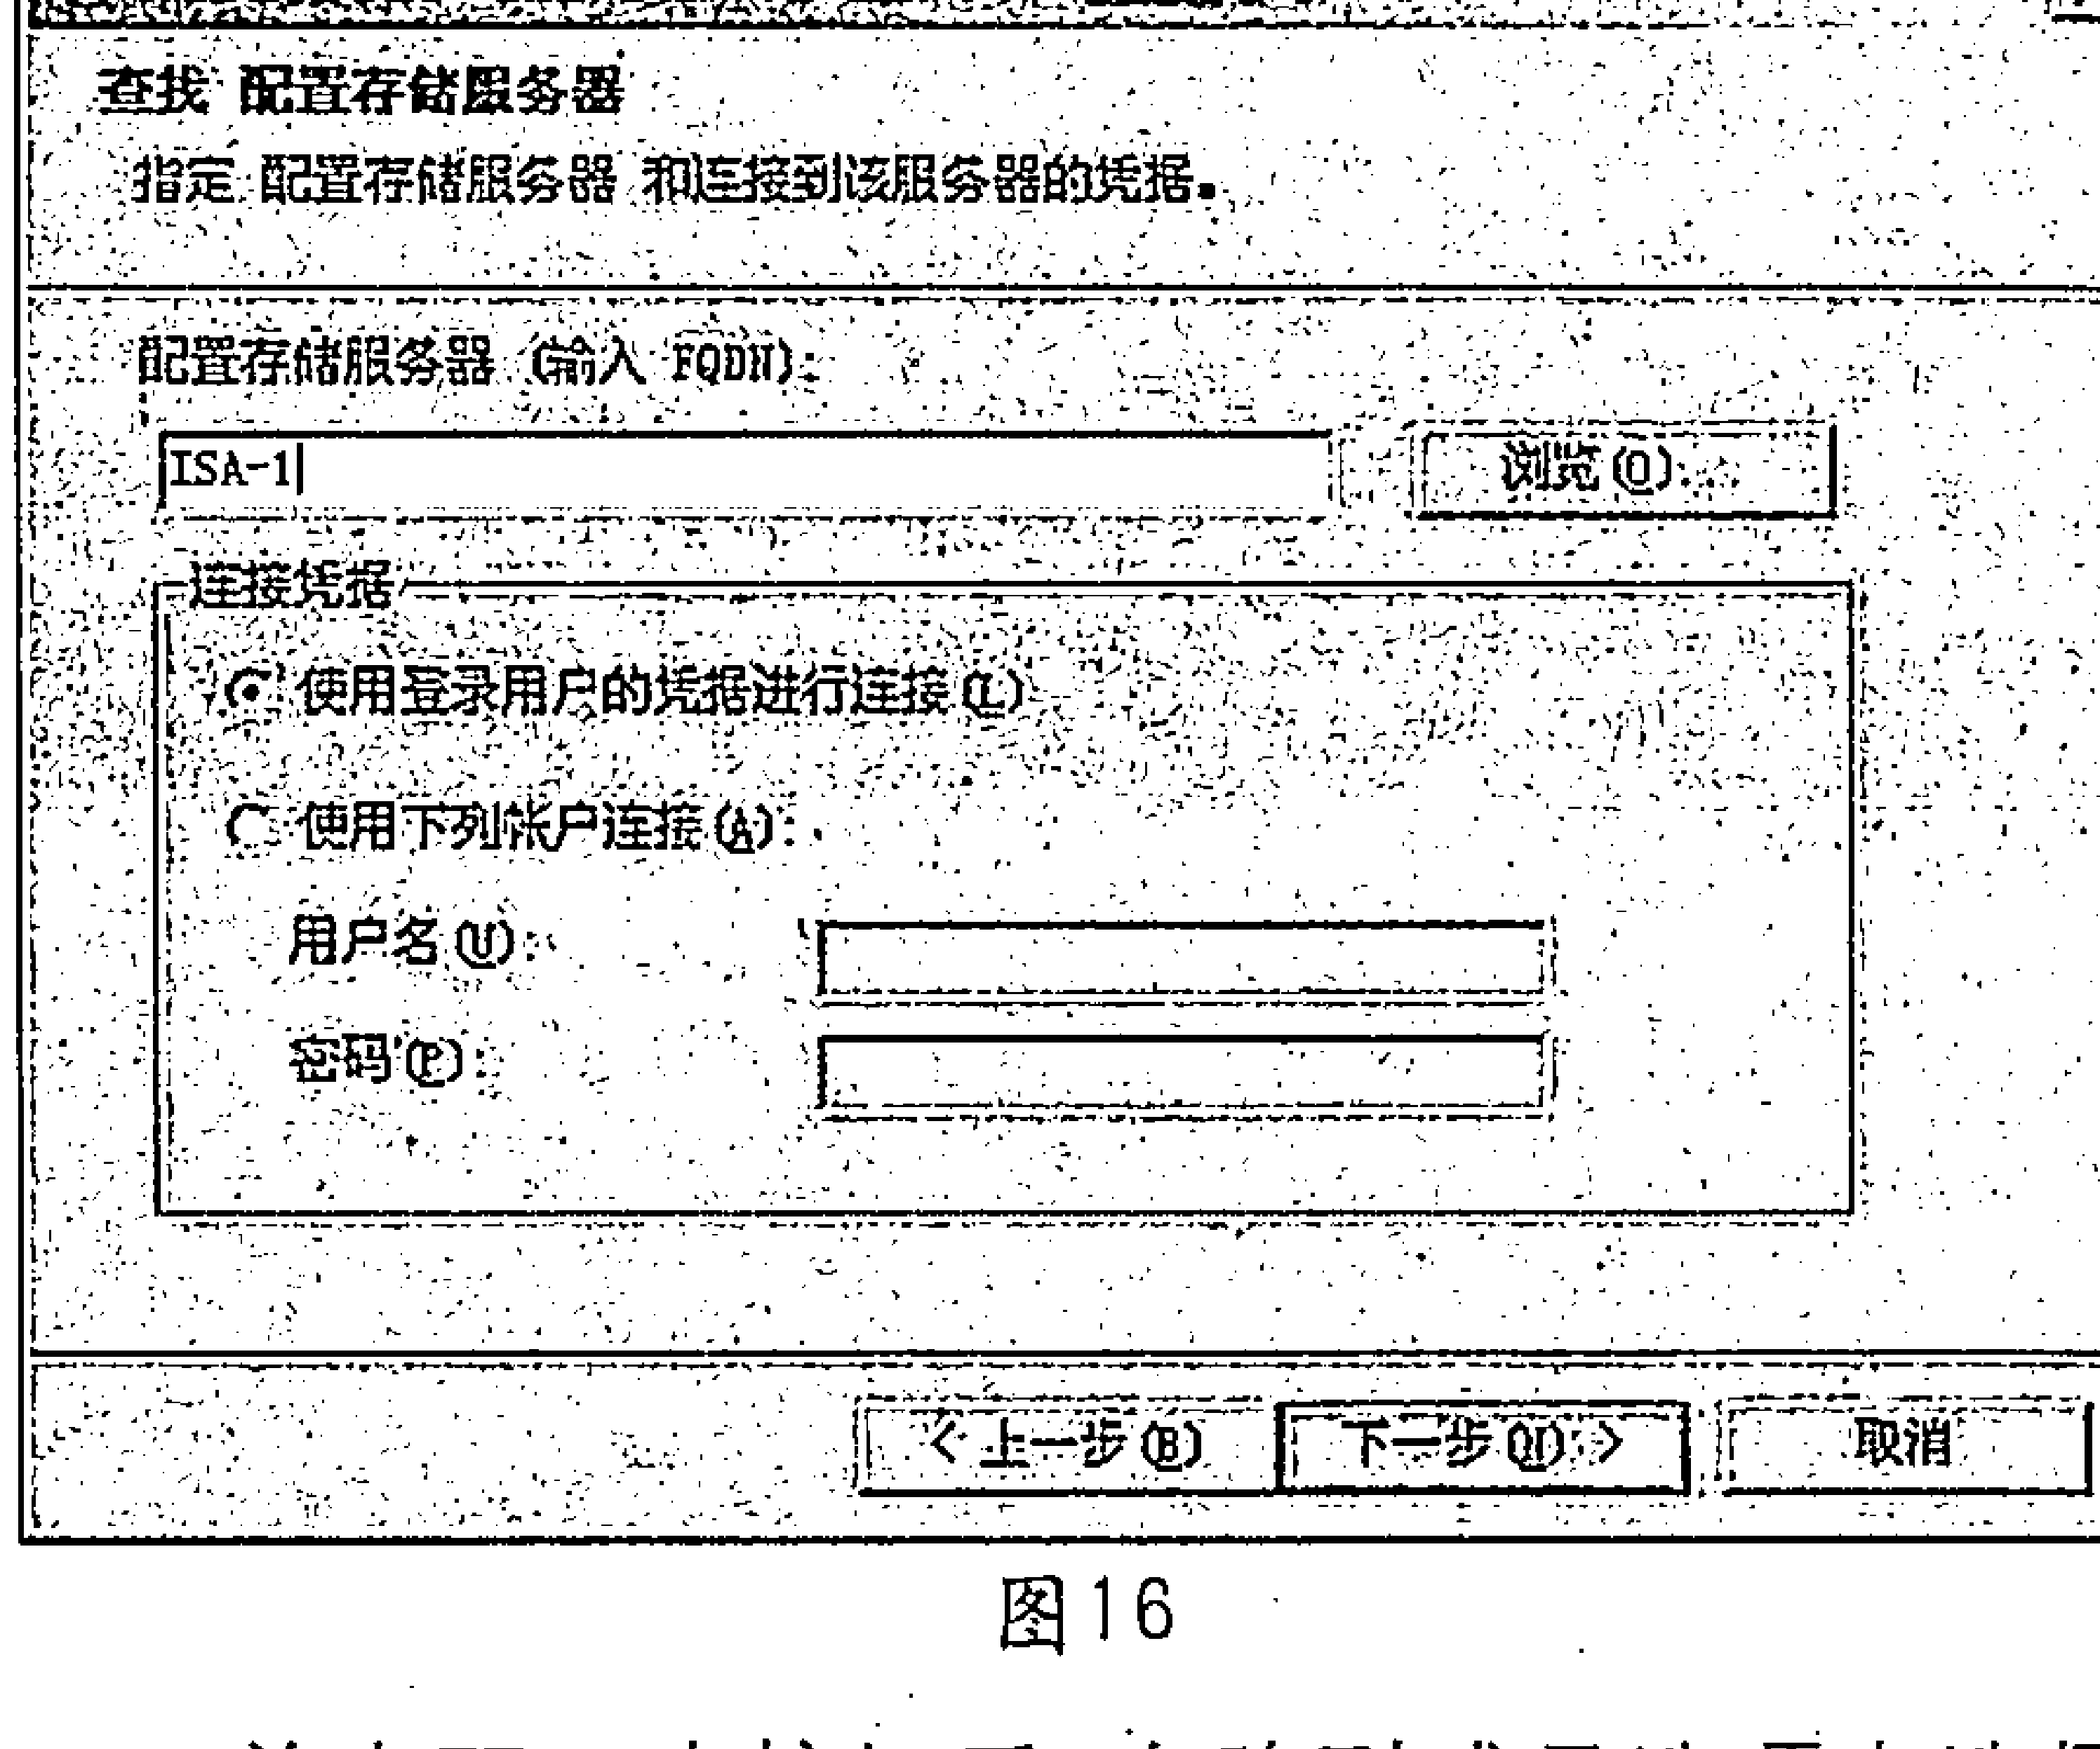 查找 配置存储服务器
指定 配置存储服务器 和连接到该服务器的凭据。
配置存储服务器 (输入 FQDN):
ISA-1
浏览(O)...
连接凭据
使用登录用户的凭据进行连接(L)
使用下列帐户连接(A):
用户名(U):
密码(P):
< 上一步(B)
下一步(N) >
取消
图16